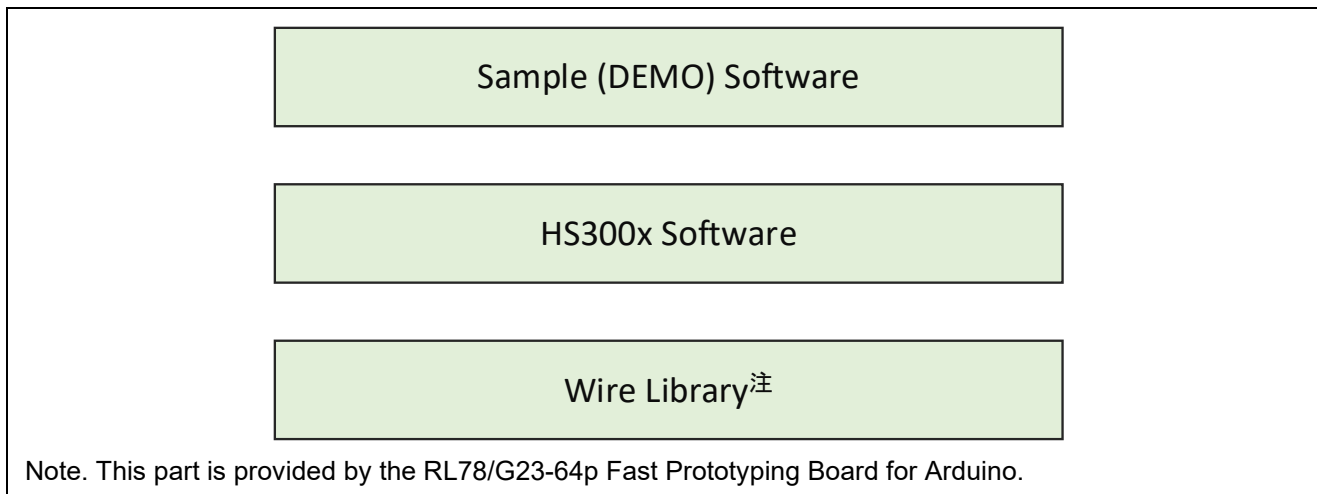 Sample (DEMO) Software
HS300x Software
Wire Library注
Note. This part is provided by the RL78/G23-64p Fast Prototyping Board for Arduino.